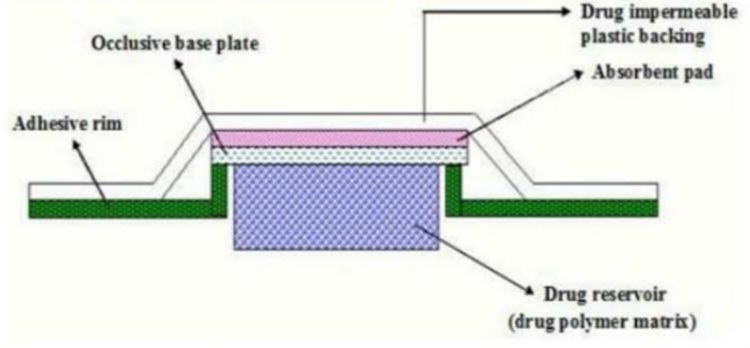 Drug impermeable
plastic backing
Occlusive base plate
Absorbent pad
Adhesive rim
Drug reservoir
(drug polymer matrix)